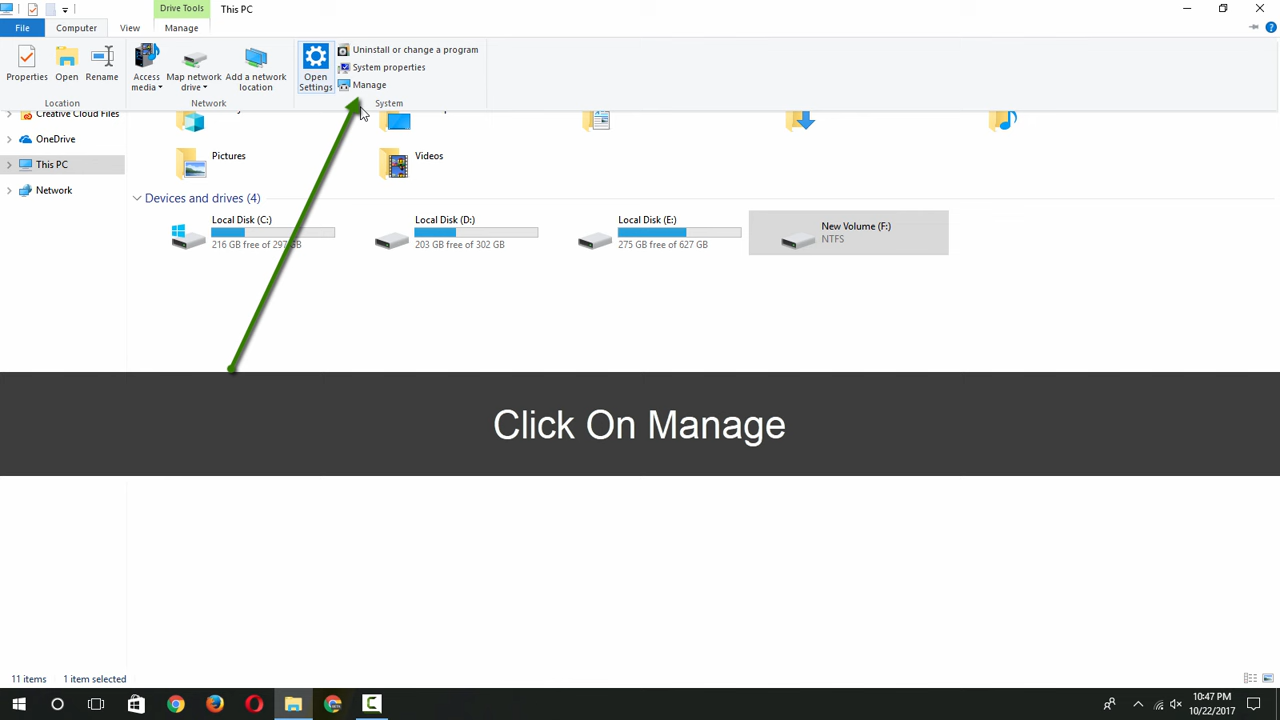 Drive Tools
This PC
File
Computer
View
Manage
Properties
Open
Rename
Access media
Map network drive
Add a network location
Open Settings
Uninstall or change a program
System properties
Manage
Location
Network
System
Creative Cloud Files
OneDrive
This PC
Network
Pictures
Videos
Devices and drives (4)
Local Disk (C:)
216 GB free of 297 GB
Local Disk (D:)
203 GB free of 302 GB
Local Disk (E:)
275 GB free of 627 GB
New Volume (F:)
NTFS
Click On Manage
11 items
1 item selected
10:47 PM
10/22/2017